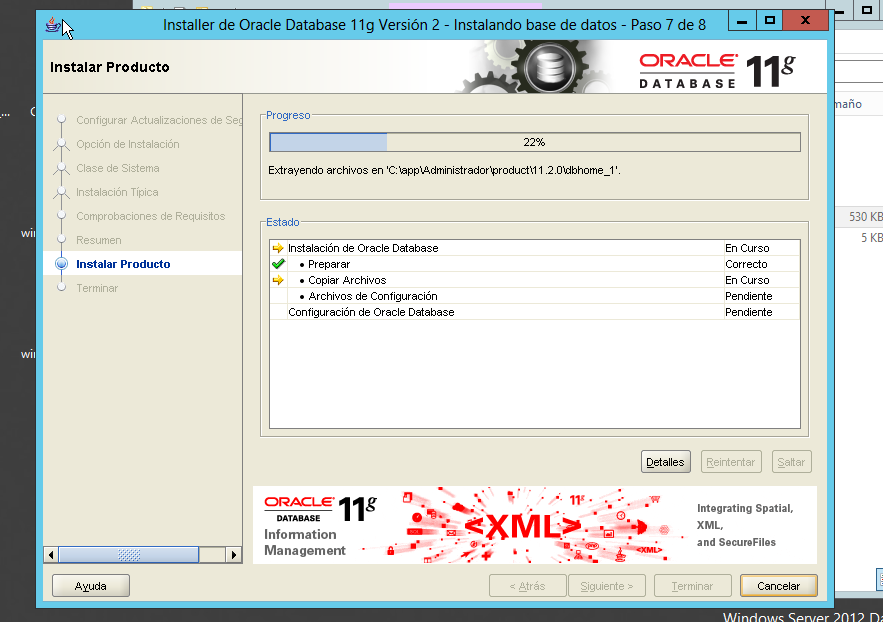 Installer de Oracle Database 11g Versión 2 - Instalando base de datos - Paso 7 de 8
Instalar Producto
ORACLE
DATABASE 11g
Configurar Actualizaciones de Seg
Opción de Instalación
Clase de Sistema
Instalación Típica
Comprobaciones de Requisitos
Resumen
Instalar Producto
Terminar
Progreso
22%
Extrayendo archivos en 'C:\app\Administrador\product\11.2.0\dbhome_1'.
Estado
Instalación de Oracle Database En Curso
• Preparar Correcto
• Copiar Archivos En Curso
• Archivos de Configuración Pendiente
Configuración de Oracle Database Pendiente
Detalles Reintentar Saltar
ORACLE
DATABASE 11g
Information
Management
<XML>
11g
<XML>
Integrating Spatial,
XML,
and SecureFiles
Ayuda < Atrás Siguiente > Terminar Cancelar
maño
530 KB
5 KB
win
win
Windows Server 2012 Da